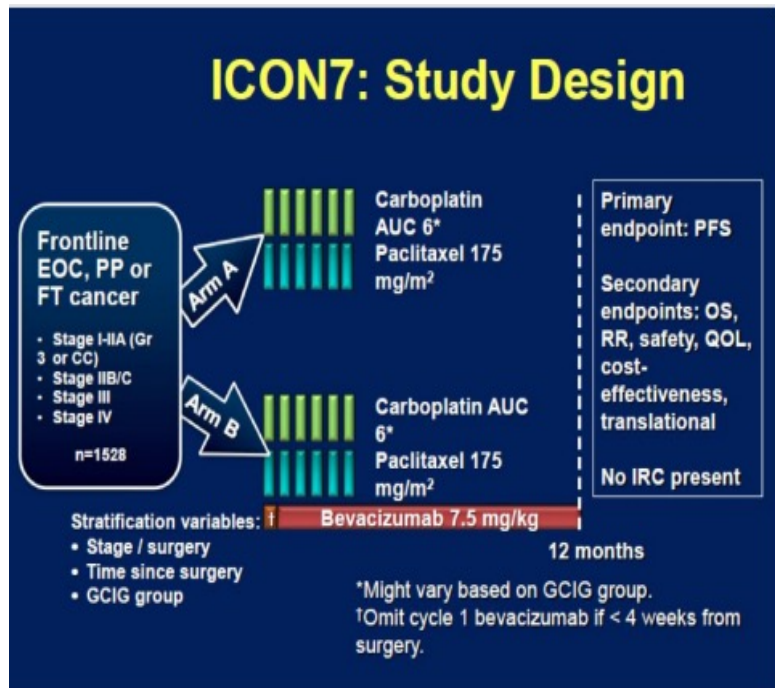 ICON7: Study Design
Frontline
EOC, PP or
FT cancer
• Stage I-IIA (Gr
3 or CC)
• Stage IIB/C
• Stage III
• Stage IV
n=1528
Arm A
Carboplatin
AUC 6*
Paclitaxel 175
mg/m²
Arm B
Carboplatin AUC
6*
Paclitaxel 175
mg/m²
† Bevacizumab 7.5 mg/kg
12 months
Primary
endpoint: PFS
Secondary
endpoints: OS,
RR, safety, QOL,
cost-
effectiveness,
translational
No IRC present
Stratification variables:
• Stage / surgery
• Time since surgery
• GCIG group
*Might vary based on GCIG group.
†Omit cycle 1 bevacizumab if < 4 weeks from
surgery.